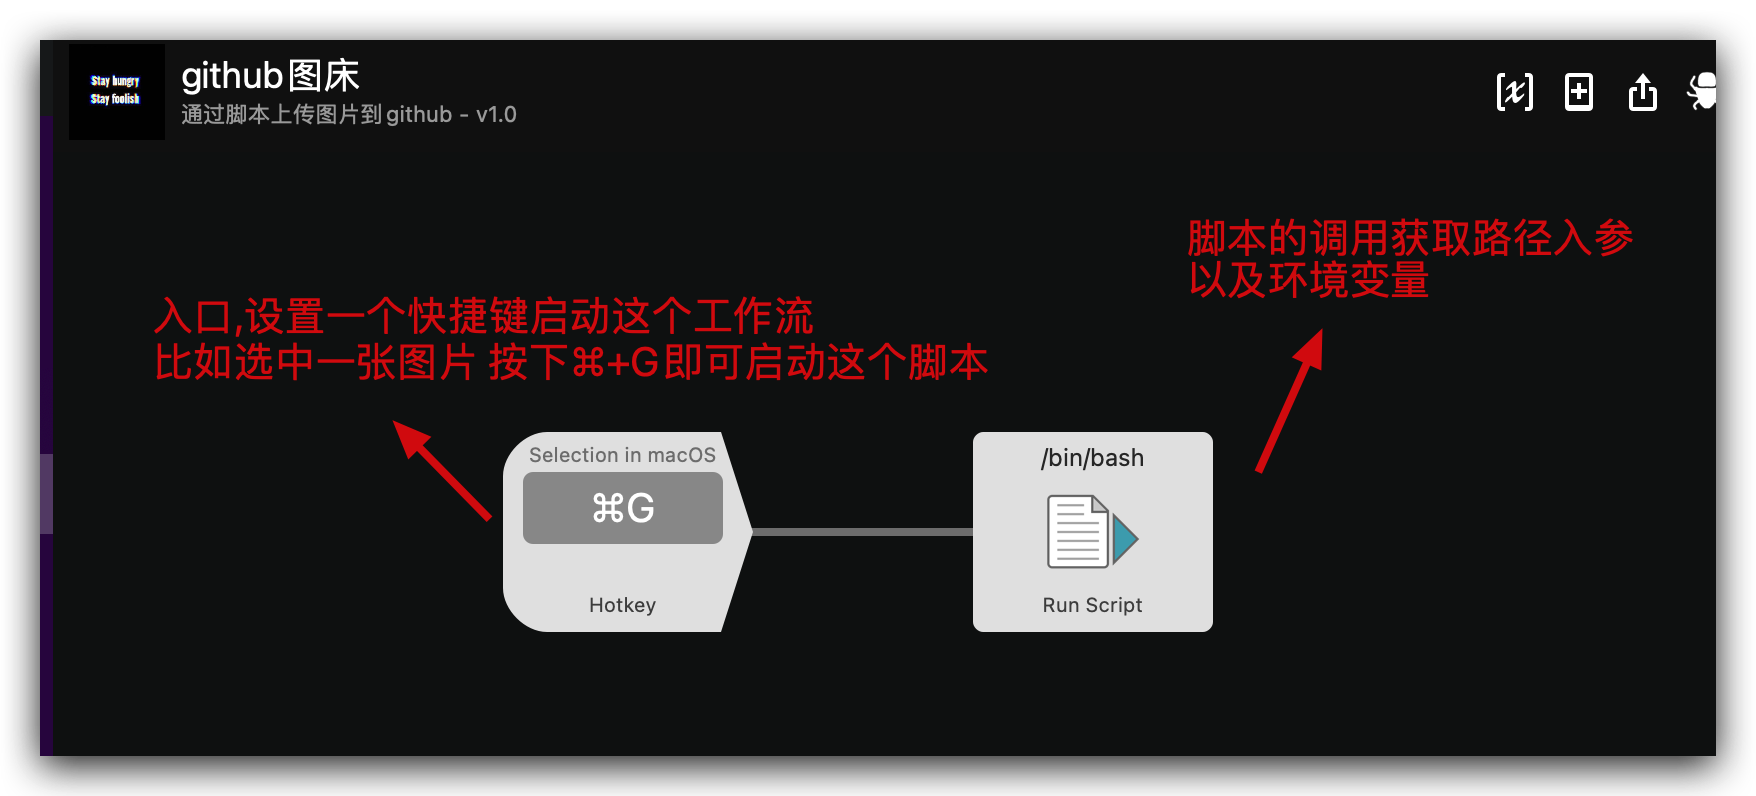 Stay hungry
Stay foolish
github图床
通过脚本上传图片到github - v1.0
脚本的调用获取路径入参
以及环境变量
入口,设置一个快捷键启动这个工作流
比如选中一张图片 按下⌘+G即可启动这个脚本
Selection in macOS
⌘G
Hotkey
/bin/bash
Run Script